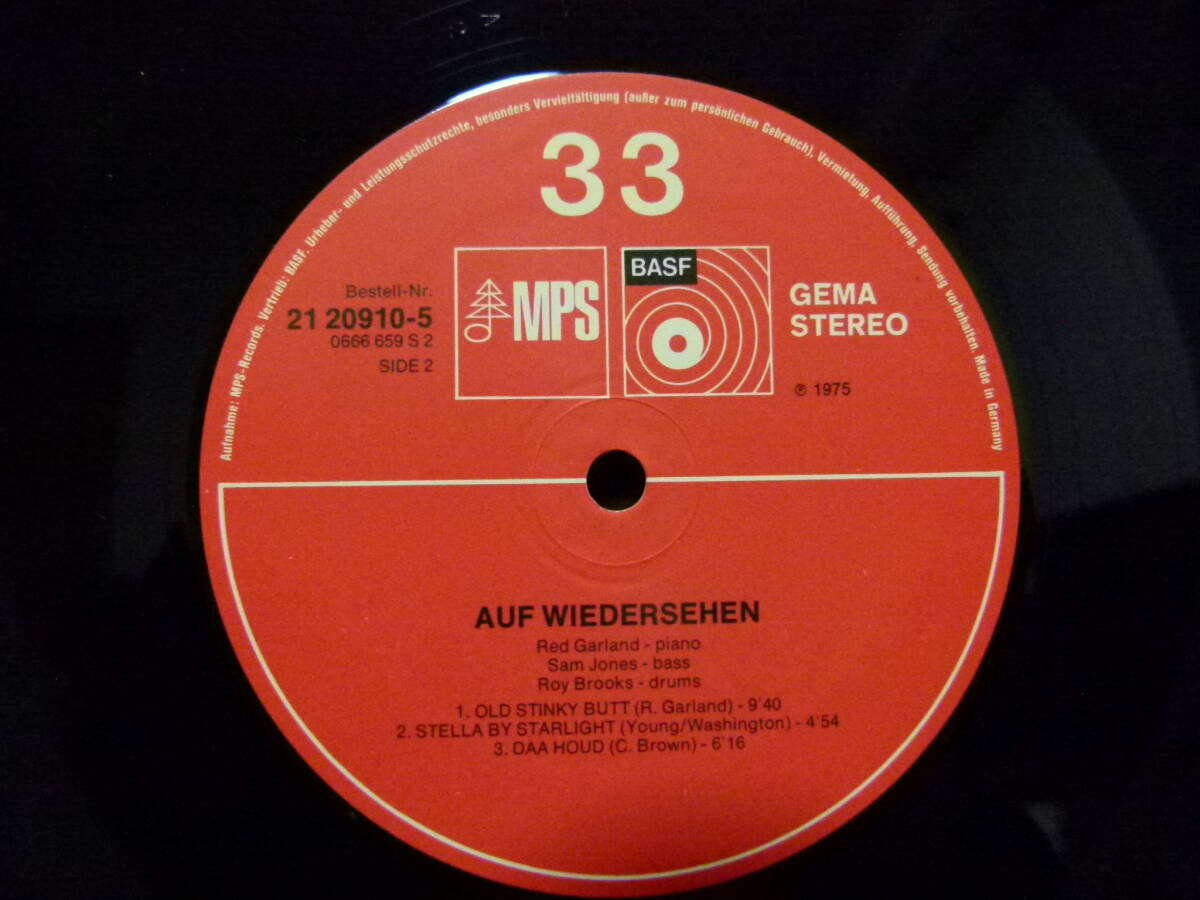 Aufnahme: MPS-Records. Vertrieb: BASF. Urheber- und Leistungsschutzrechte, besonders Vervielfältigung (außer zum persönlichen Gebrauch), Vermietung, Aufführung, Sendung vorbehalten. Made in Germany
33
Bestell-Nr.
21 20910-5
0666 659 S 2
SIDE 2
MPS
BASF
GEMA
STEREO
℗ 1975
AUF WIEDERSEHEN
Red Garland - piano
Sam Jones - bass
Roy Brooks - drums
1. OLD STINKY BUTT (R. Garland) - 9'40
2. STELLA BY STARLIGHT (Young/Washington) - 4'54
3. DAA HOUD (C. Brown) - 6'16